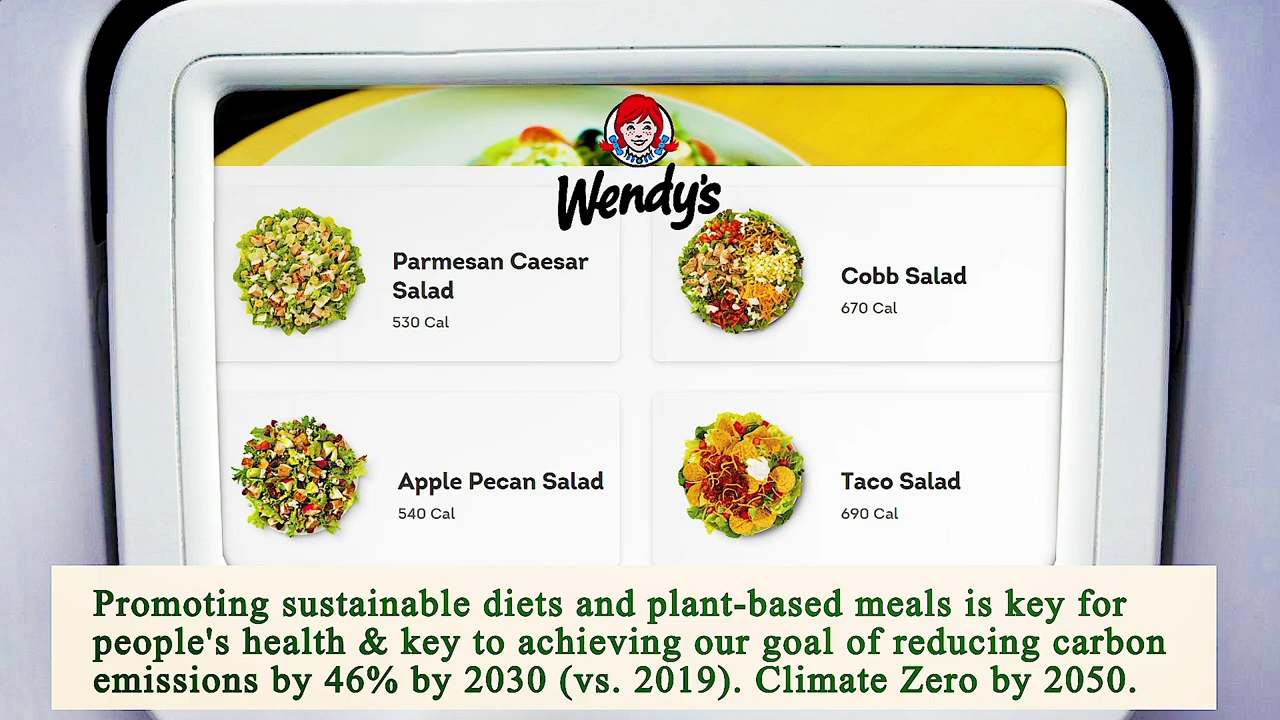 Wendy's
Parmesan Caesar
Salad
530 Cal
Cobb Salad
670 Cal
Apple Pecan Salad
540 Cal
Taco Salad
690 Cal
Promoting sustainable diets and plant-based meals is key for
people's health & key to achieving our goal of reducing carbon
emissions by 46% by 2030 (vs. 2019). Climate Zero by 2050.